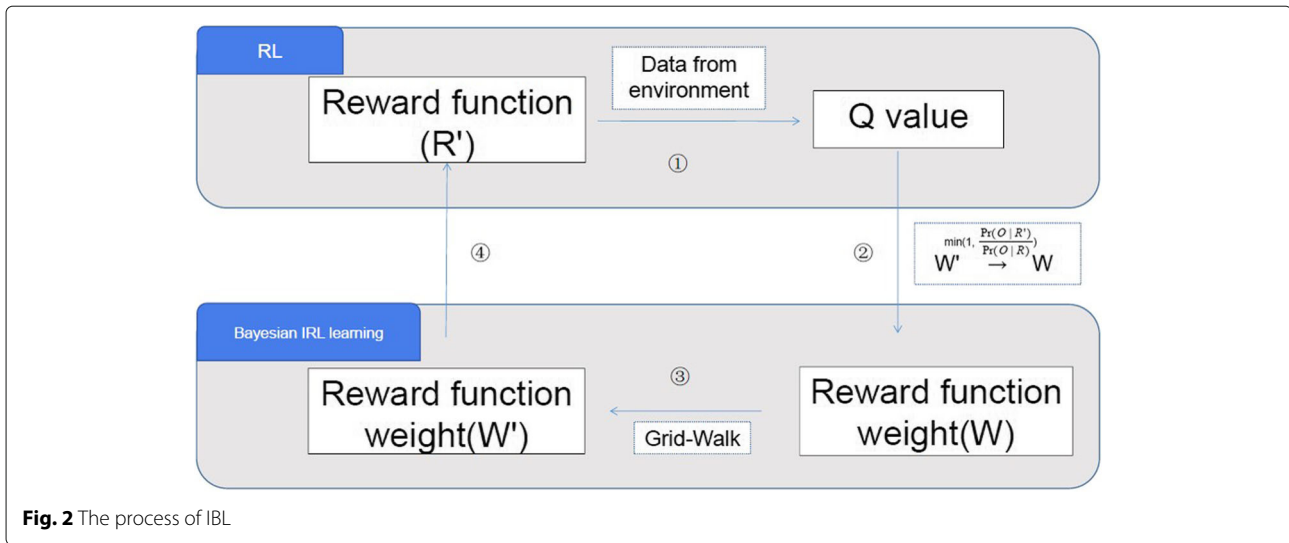 RL
Data from
environment
Reward function
(R')
Q value
①
④
②
min(1, Pr(O | R') / Pr(O | R))
W' → W
Bayesian IRL learning
③
Reward function
weight(W')
Grid-Walk
Reward function
weight(W)
Fig. 2 The process of IBL